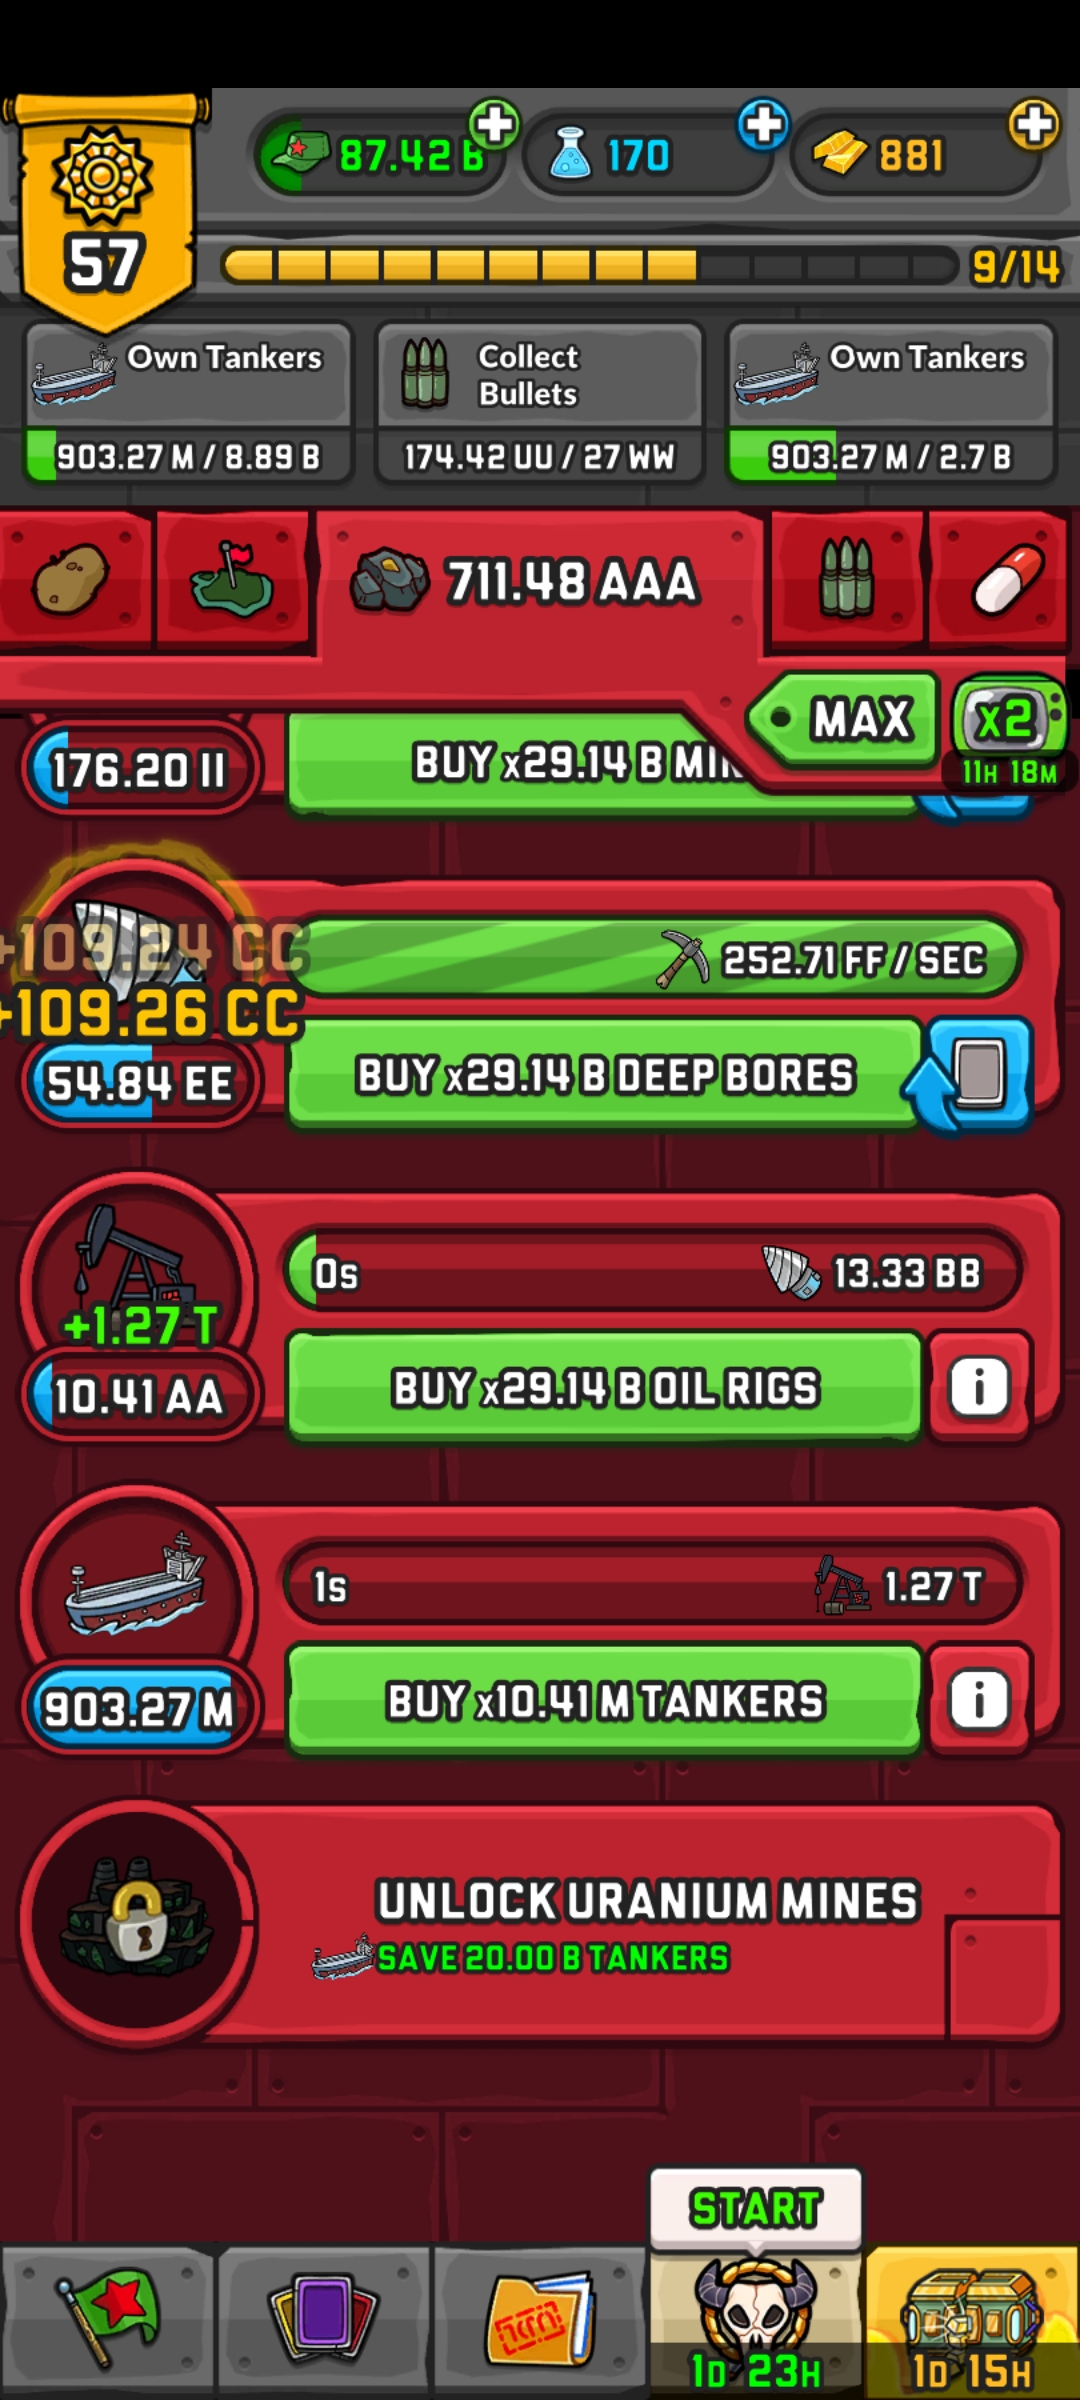 87.42 B
170
881
57
9/14
Own Tankers
903.27 M / 8.89 B
Collect
Bullets
174.42 UU / 27 WW
Own Tankers
903.27 M / 2.7 B
711.48 AAA
MAX
x2
11H 18M
176.20 II
BUY x29.14 B
+109.24 CC
252.71 FF / SEC
+109.26 CC
54.84 EE
BUY x29.14 B DEEP BORES
0s
13.33 BB
+1.27 T
10.41 AA
BUY x29.14 B OIL RIGS
1s
1.27 T
903.27 M
BUY x10.41 M TANKERS
UNLOCK URANIUM MINES
SAVE 20.00 B TANKERS
START
1D 23H
1D 15H